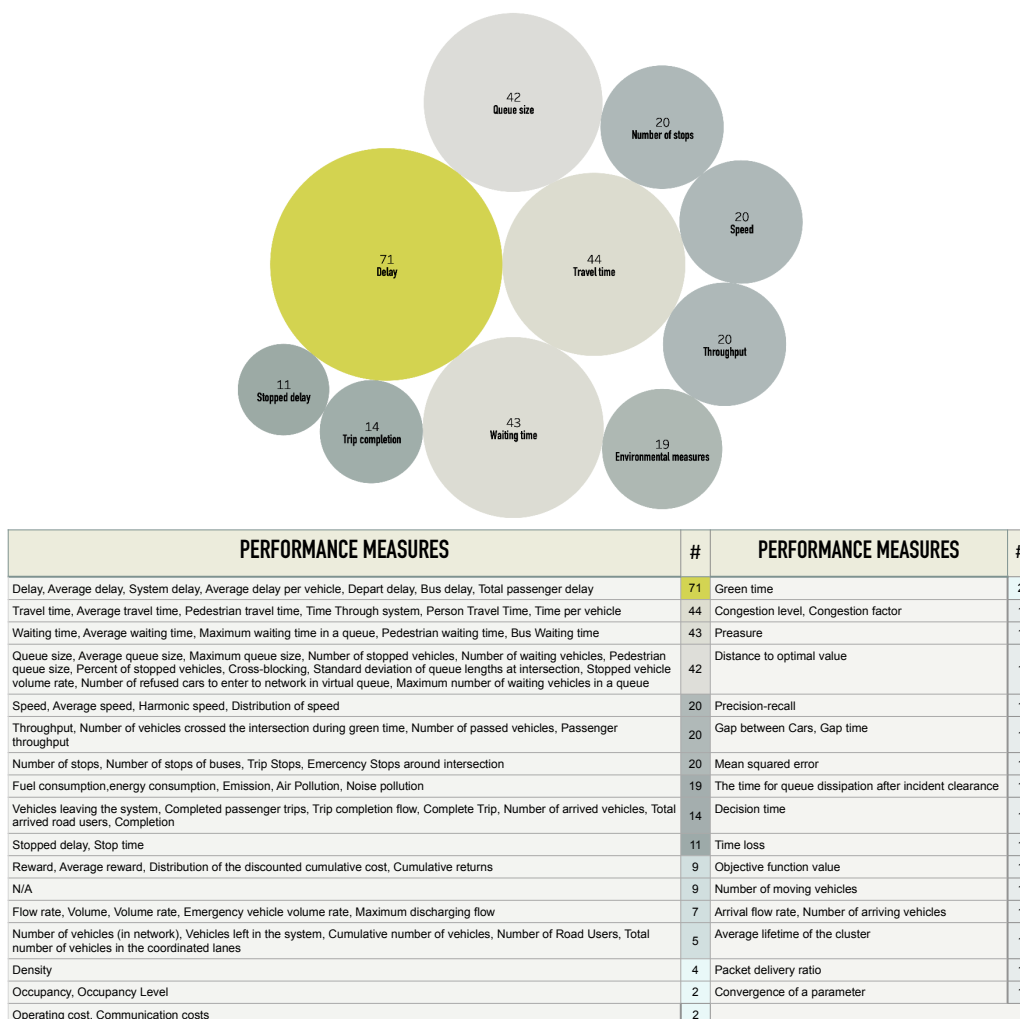 42
Queue size
20
Number of stops
20
Speed
71
Delay
44
Travel time
20
Throughput
11
Stopped delay
14
Trip completion
43
Waiting time
19
Environmental measures
PERFORMANCE MEASURES # PERFORMANCE MEASURES #
Delay, Average delay, System delay, Average delay per vehicle, Depart delay, Bus delay, Total passenger delay 71 Green time
Travel time, Average travel time, Pedestrian travel time, Time Through system, Person Travel Time, Time per vehicle 44 Congestion level, Congestion factor
Waiting time, Average waiting time, Maximum waiting time in a queue, Pedestrian waiting time, Bus Waiting time 43 Preasure
Queue size, Average queue size, Maximum queue size, Number of stopped vehicles, Number of waiting vehicles, Pedestrian
queue size, Percent of stopped vehicles, Cross-blocking, Standard deviation of queue lengths at intersection, Stopped vehicle
volume rate, Number of refused cars to enter to network in virtual queue, Maximum number of waiting vehicles in a queue
42 Distance to optimal value
Speed, Average speed, Harmonic speed, Distribution of speed 20 Precision-recall
Throughput, Number of vehicles crossed the intersection during green time, Number of passed vehicles, Passenger
throughput
20 Gap between Cars, Gap time
Number of stops, Number of stops of buses, Trip Stops, Emercency Stops around intersection 20 Mean squared error
Fuel consumption,energy consumption, Emission, Air Pollution, Noise pollution 19 The time for queue dissipation after incident clearance
Vehicles leaving the system, Completed passenger trips, Trip completion flow, Complete Trip, Number of arrived vehicles, Total
arrived road users, Completion
14 Decision time
Stopped delay, Stop time 11 Time loss
Reward, Average reward, Distribution of the discounted cumulative cost, Cumulative returns 9 Objective function value
N/A 9 Number of moving vehicles
Flow rate, Volume, Volume rate, Emergency vehicle volume rate, Maximum discharging flow 7 Arrival flow rate, Number of arriving vehicles
Number of vehicles (in network), Vehicles left in the system, Cumulative number of vehicles, Number of Road Users, Total
number of vehicles in the coordinated lanes
5 Average lifetime of the cluster
Density 4 Packet delivery ratio
Occupancy, Occupancy Level 2 Convergence of a parameter
Operating cost, Communication costs 2